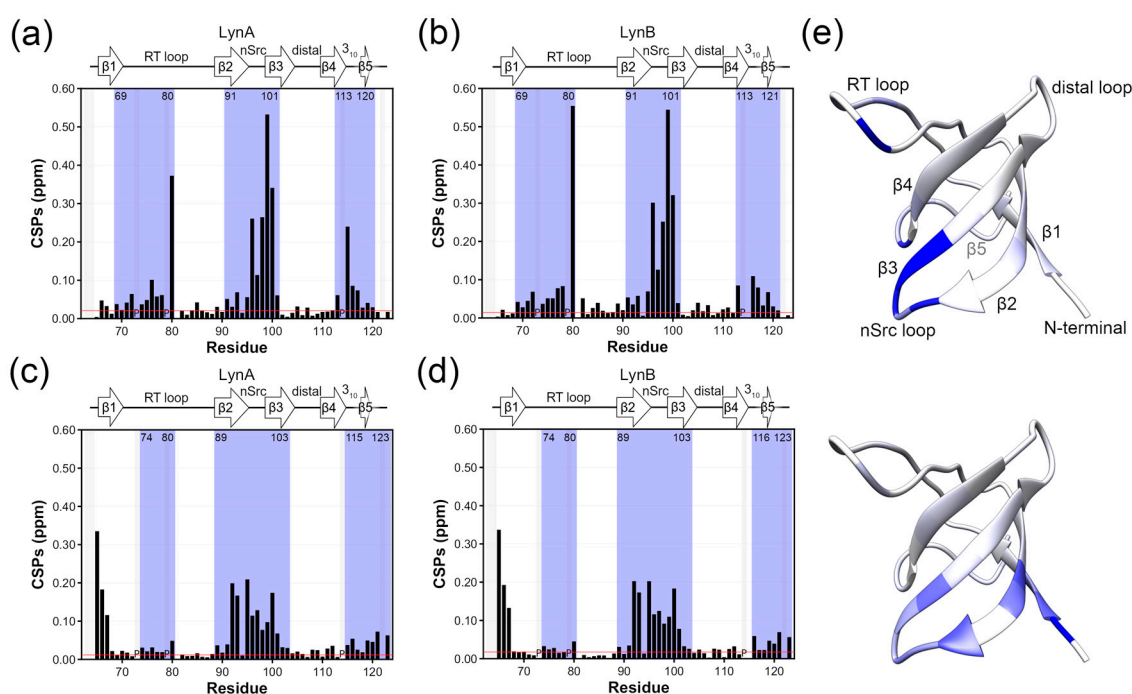 (a)
LynA
β1 RT loop β2 nSrc β3 distal β4 3₁₀ β5
0.60 0.50 0.40 0.30 0.20 0.10 0.00
CSPs (ppm)
69 80 91 101 113 120
P P P
70 80 90 100 110 120
Residue
(b)
LynB
β1 RT loop β2 nSrc β3 distal β4 3₁₀ β5
0.60 0.50 0.40 0.30 0.20 0.10 0.00
CSPs (ppm)
69 80 91 101 113 121
P P P
70 80 90 100 110 120
Residue
(e)
RT loop
distal loop
β4
β1
β5
β3
β2
nSrc loop
N-terminal
(c)
LynA
β1 RT loop β2 nSrc β3 distal β4 3₁₀ β5
0.60 0.50 0.40 0.30 0.20 0.10 0.00
CSPs (ppm)
74 80 89 103 115 123
P P P
70 80 90 100 110 120
Residue
(d)
LynB
β1 RT loop β2 nSrc β3 distal β4 3₁₀ β5
0.60 0.50 0.40 0.30 0.20 0.10 0.00
CSPs (ppm)
74 80 89 103 116 123
P P P
70 80 90 100 110 120
Residue